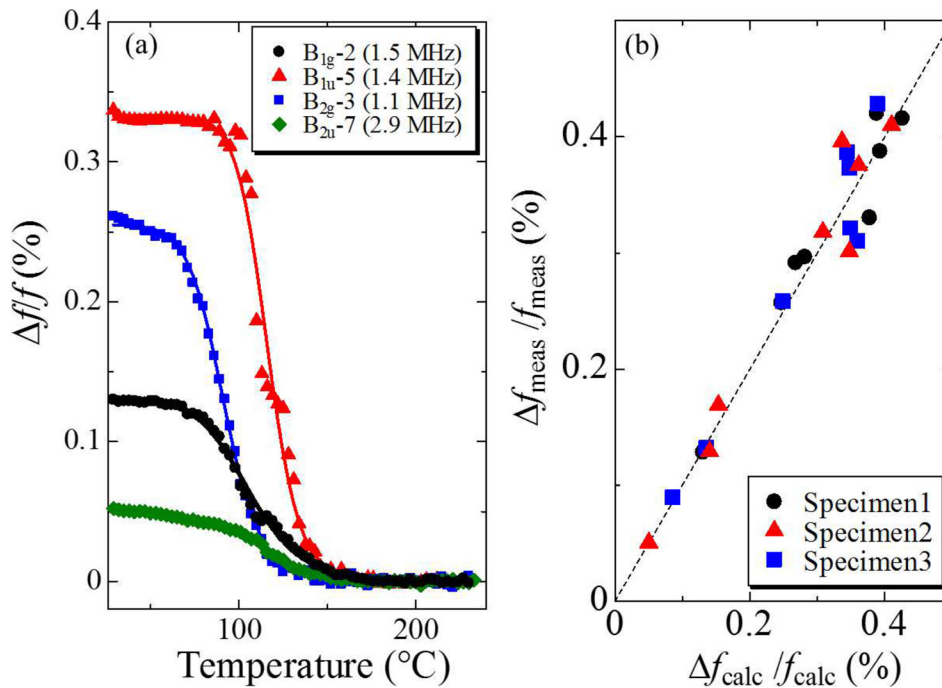 (a)
B1g-2 (1.5 MHz)
B1u-5 (1.4 MHz)
B2g-3 (1.1 MHz)
B2u-7 (2.9 MHz)
0.4
0.3
0.2
0.1
0
Δf/f (%)
100
200
Temperature (°C)
(b)
0.4
0.2
0
Δfmeas /fmeas (%)
Specimen1
Specimen2
Specimen3
0
0.2
0.4
Δfcalc /fcalc (%)